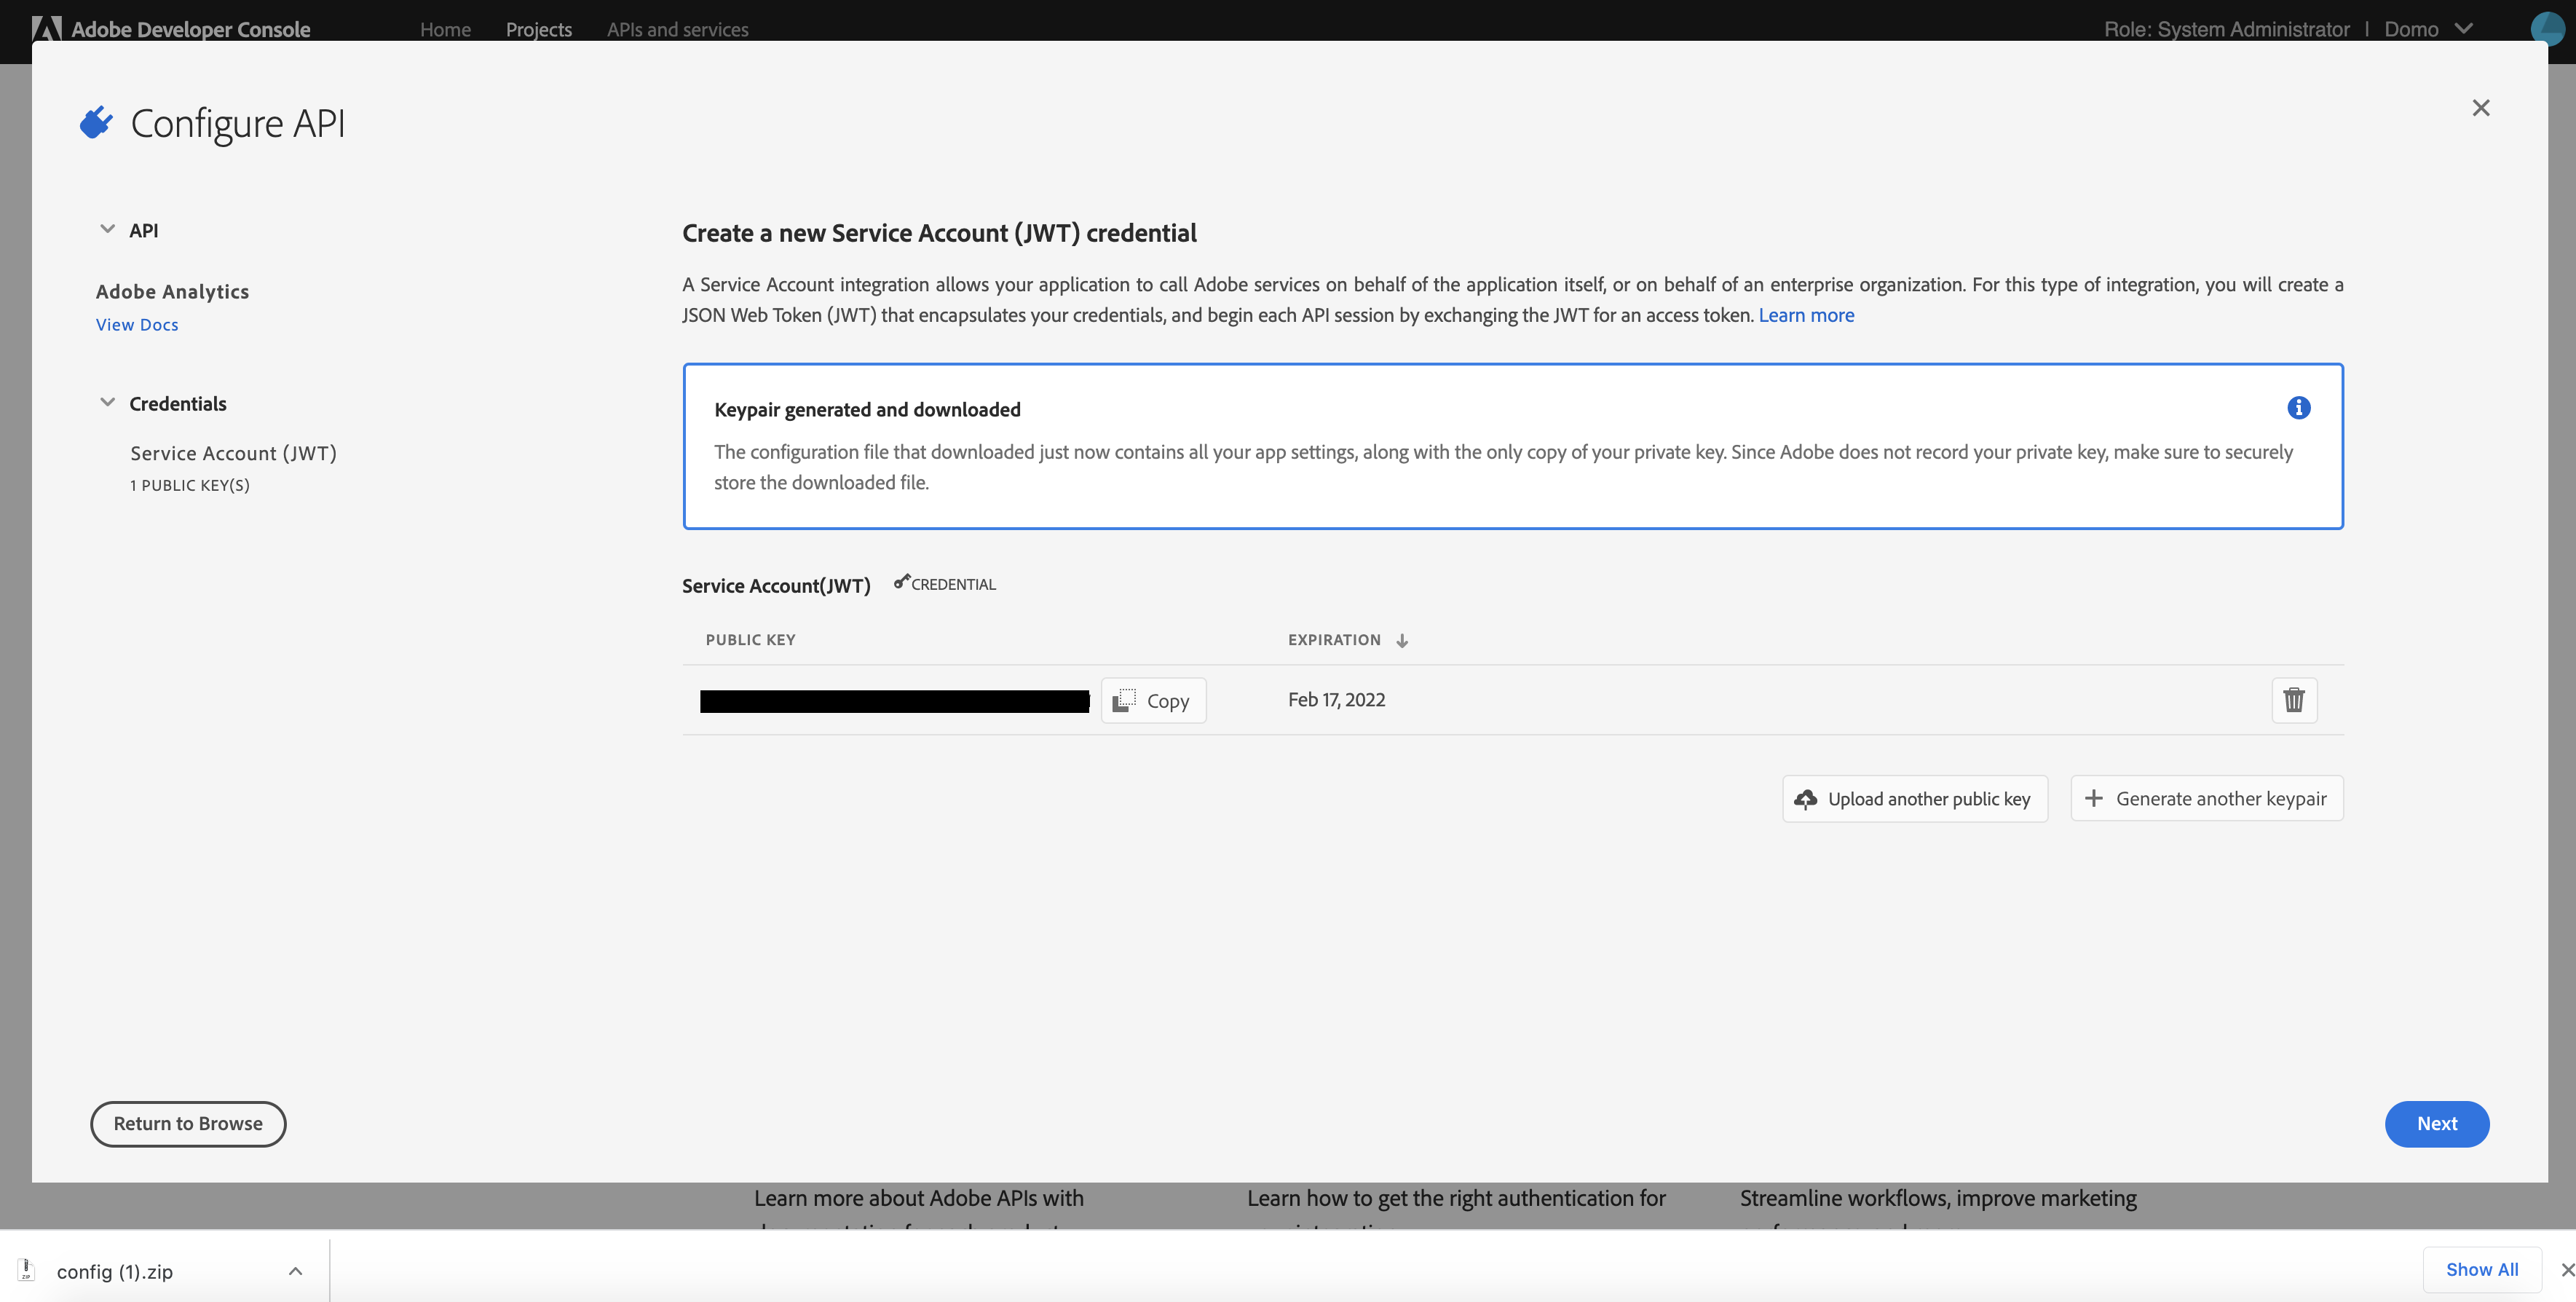 Adobe Developer Console
Home
Projects
APIs and services
Role: System Administrator | Domo
Configure API
API
Adobe Analytics
View Docs
Credentials
Service Account (JWT)
1 PUBLIC KEY(S)
Create a new Service Account (JWT) credential
A Service Account integration allows your application to call Adobe services on behalf of the application itself, or on behalf of an enterprise organization. For this type of integration, you will create a
JSON Web Token (JWT) that encapsulates your credentials, and begin each API session by exchanging the JWT for an access token. Learn more
Keypair generated and downloaded
The configuration file that downloaded just now contains all your app settings, along with the only copy of your private key. Since Adobe does not record your private key, make sure to securely
store the downloaded file.
Service Account(JWT)
CREDENTIAL
PUBLIC KEY
EXPIRATION
Copy
Feb 17, 2022
Upload another public key
Generate another keypair
Return to Browse
Next
Learn more about Adobe APIs with
Learn how to get the right authentication for
Streamline workflows, improve marketing
config (1).zip
Show All